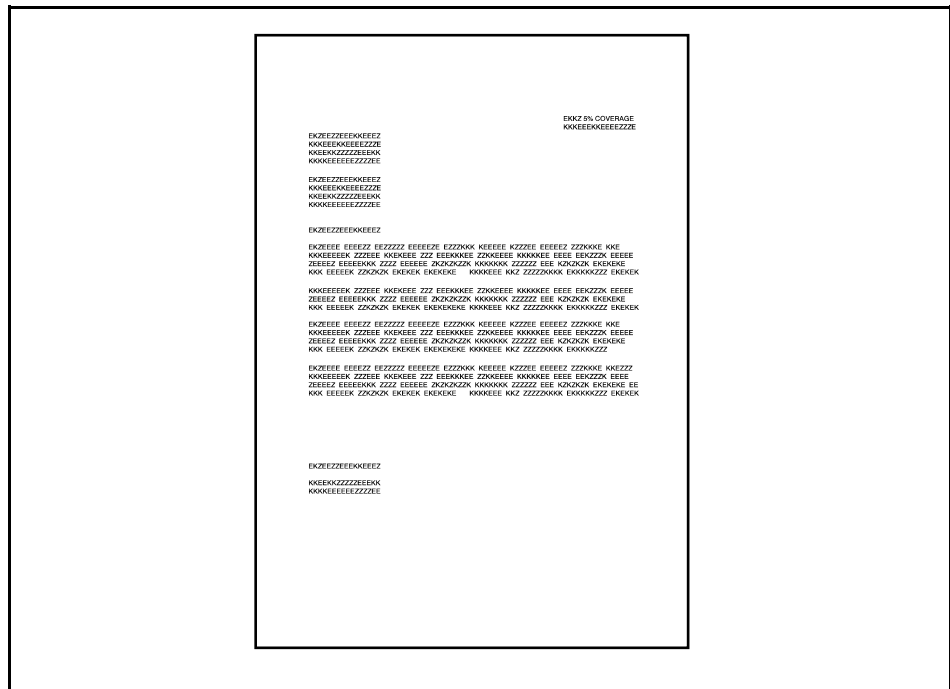 EKKZ 5% COVERAGE
KKKEEEKKEEEEZZZE
EKZEEZZEEEKKEEEZ
KKKEEEKKEEEEZZZE
KKEEKKZZZZZEEEKK
KKKKEEEEEEZZZZEE
EKZEEZZEEEKKEEEZ
KKKEEEKKEEEEZZZE
KKEEKKZZZZZEEEKK
KKKKEEEEEEZZZZEE
EKZEEZZEEEKKEEEZ
EKZEEEE EEEEZZ EEZZZZZ EEEEEZE EZZZKKK KEEEEE KZZZEE EEEEEZ ZZZKKKE KKE
KKKEEEEEK ZZZEEE KKEKEEE ZZZ EEEKKKEE ZZKKEEEE KKKKKEE EEEE EEKZZZK EEEEE
ZEEEEZ EEEEEKKK ZZZZ EEEEEE ZKZKZKZZK KKKKKKK ZZZZZZ EEE KZKZKZK EKEKEKE
KKK EEEEEK ZZKZKZK EKEKEK EKEKEKE KKKKEEE KKZ ZZZZZKKKK EKKKKKZZZ EKEKEK
KKKEEEEEK ZZZEEE KKEKEEE ZZZ EEEKKKEE ZZKKEEEE KKKKKEE EEEE EEKZZZK EEEEE
ZEEEEZ EEEEEKKK ZZZZ EEEEEE ZKZKZKZZK KKKKKKK ZZZZZZ EEE KZKZKZK EKEKEKE
KKK EEEEEK ZZKZKZK EKEKEK EKEKEKEKE KKKKEEE KKZ ZZZZZKKKK EKKKKKZZZ EKEKEK
EKZEEEE EEEEZZ EEZZZZZ EEEEEZE EZZZKKK KEEEEE KZZZEE EEEEEZ ZZZKKKE KKE
KKKEEEEEK ZZZEEE KKEKEEE ZZZ EEEKKKEE ZZKKEEEE KKKKKEE EEEE EEKZZZK EEEEE
ZEEEEZ EEEEEKKK ZZZZ EEEEEE ZKZKZKZZK KKKKKKK ZZZZZZ EEE KZKZKZK EKEKEKE
KKK EEEEEK ZZKZKZK EKEKEK EKEKEKEKE KKKKEEE KKZ ZZZZZKKKK EKKKKKZZZ
EKZEEEE EEEEZZ EEZZZZZ EEEEEZE EZZZKKK KEEEEE KZZZEE EEEEEZ ZZZKKKE KKEZZZ
KKKEEEEEK ZZZEEE KKEKEEE ZZZ EEEKKKEE ZZKKEEEE KKKKKEE EEEE EEKZZZK EEEE
ZEEEEZ EEEEEKKK ZZZZ EEEEEE ZKZKZKZZK KKKKKKK ZZZZZZ EEE KZKZKZK EKEKEKE EE
KKK EEEEEK ZZKZKZK EKEKEK EKEKEKE KKKKEEE KKZ ZZZZZKKKK EKKKKKZZZ EKEKEK
EKZEEZZEEEKKEEEZ
KKEEKKZZZZZEEEKK
KKKKEEEEEEZZZZEE